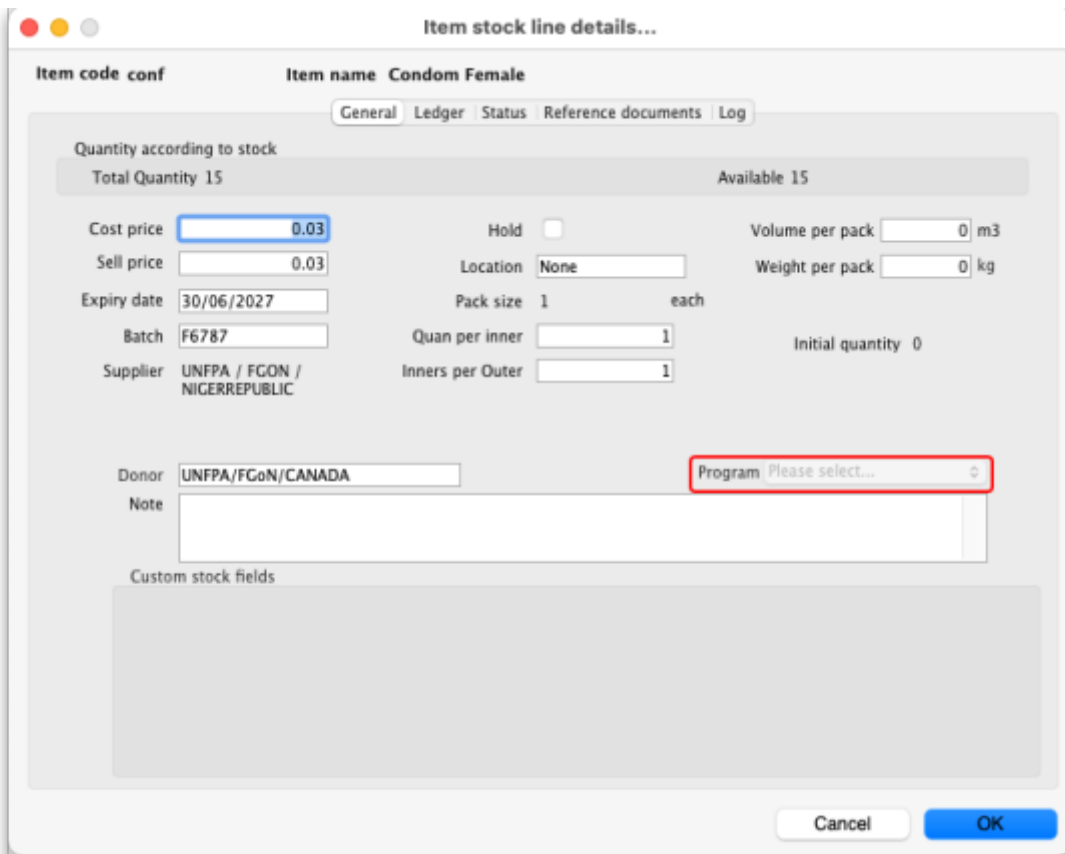 Item stock line details...
Item code conf Item name Condom Female
General Ledger Status Reference documents Log
Quantity according to stock
Total Quantity 15 Available 15
Cost price 0.03 Hold Volume per pack 0 m3
Sell price 0.03 Location None Weight per pack 0 kg
Expiry date 30/06/2027 Pack size 1 each
Batch F6787 Quan per inner 1 Initial quantity 0
Supplier UNFPA / FGON / Inners per Outer 1
NIGERREPUBLIC
Donor UNFPA/FGoN/CANADA Program Please select...
Note
Custom stock fields
Cancel OK